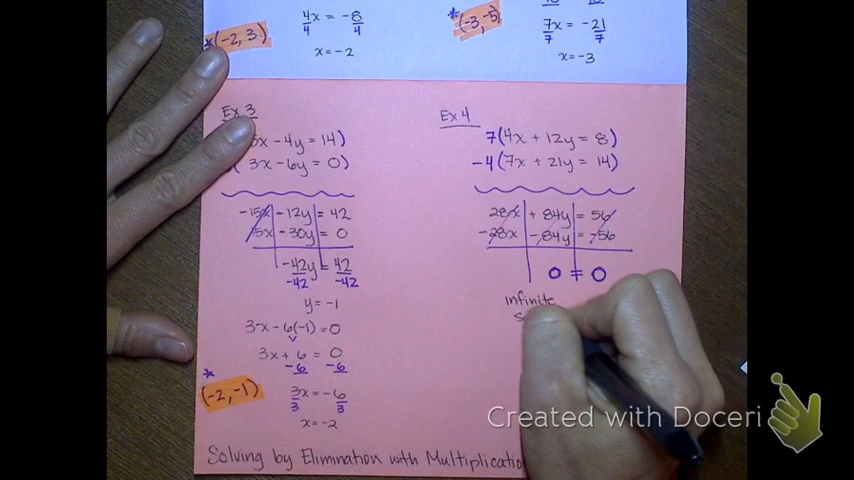 4x = -8
4 4
*(-2, 3)
x = -2
*(-3, -5)
7x = -21
7 7
x = -3
Ex 3
x - 4y = 14)
3x - 6y = 0)
-15x - 12y = 42
15x - 30y = 0
-42y = 42
-42 -42
y = -1
3x - 6(-1) = 0
3x + 6 = 0
-6 -6
*
(-2, -1)
3x = -6
3 3
x = -2
Ex 4
7(4x + 12y = 8)
-4(7x + 21y = 14)
28x + 84y = 56
-28x - 84y = -56
0 = 0
infinite
Solving by Elimination with Multiplication
Created with Doceri